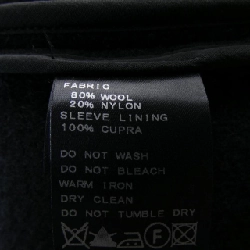 FABRIC
80% WOOL
20% NYLON
SLEEVE LINING
100% CUPRA
DO NOT WASH
DO NOT BLEACH
WARM IRON
DRY CLEAN
DO NOT TUMBLE DRY